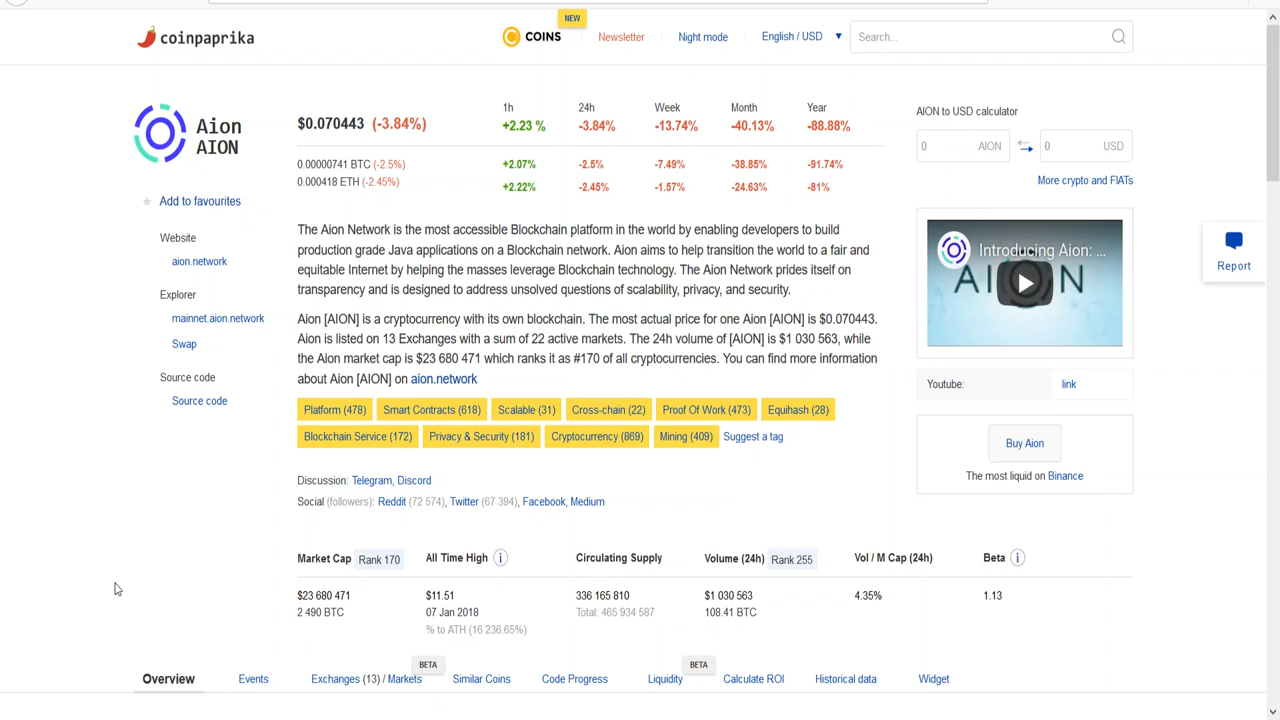 NEW
coinpaprika
COINS
Newsletter
Night mode
English / USD
Search...
Aion
AION
Add to favourites
Website
aion.network
Explorer
mainnet.aion.network
Swap
Source code
Source code
$0.070443 (-3.84%)
1h 24h Week Month Year
+2.23 % -3.84% -13.74% -40.13% -88.88%
0.00000741 BTC (-2.5%) +2.07% -2.5% -7.49% -38.85% -91.74%
0.000418 ETH (-2.45%) +2.22% -2.45% -1.57% -24.63% -81%
The Aion Network is the most accessible Blockchain platform in the world by enabling developers to build
production grade Java applications on a Blockchain network. Aion aims to help transition the world to a fair and
equitable Internet by helping the masses leverage Blockchain technology. The Aion Network prides itself on
transparency and is designed to address unsolved questions of scalability, privacy, and security.
Aion [AION] is a cryptocurrency with its own blockchain. The most actual price for one Aion [AION] is $0.070443.
Aion is listed on 13 Exchanges with a sum of 22 active markets. The 24h volume of [AION] is $1 030 563, while
the Aion market cap is $23 680 471 which ranks it as #170 of all cryptocurrencies. You can find more information
about Aion [AION] on aion.network
Platform (478) Smart Contracts (618) Scalable (31) Cross-chain (22) Proof Of Work (473) Equihash (28)
Blockchain Service (172) Privacy & Security (181) Cryptocurrency (869) Mining (409) Suggest a tag
Discussion: Telegram, Discord
Social (followers): Reddit (72 574), Twitter (67 394), Facebook, Medium
AION to USD calculator
0 AION 0 USD
More crypto and FIATs
Introducing Aion: ...
AION
Youtube: link
Buy Aion
The most liquid on Binance
Report
Market Cap Rank 170 All Time High i Circulating Supply Volume (24h) Rank 255 Vol / M Cap (24h) Beta i
$23 680 471 $11.51 336 165 810 $1 030 563 4.35% 1.13
2 490 BTC 07 Jan 2018 Total: 465 934 587 108.41 BTC
% to ATH (16 236.65%)
BETA BETA
Overview Events Exchanges (13) / Markets Similar Coins Code Progress Liquidity Calculate ROI Historical data Widget